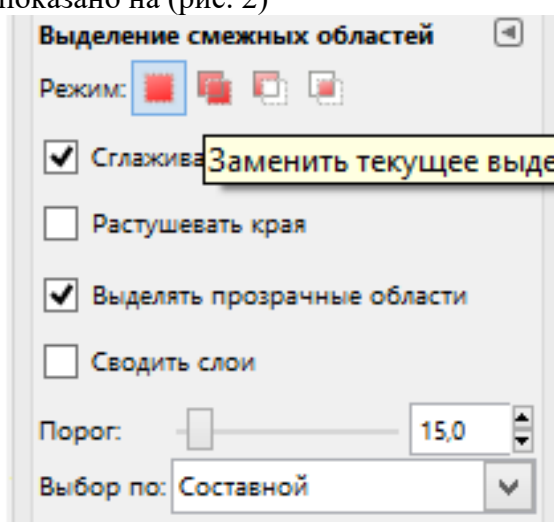 показано на (рис. 2)
Выделение смежных областей
Режим:
Сглажива
Заменить текущее выде
Растушевать края
Выделять прозрачные области
Сводить слои
Порог: 15,0
Выбор по: Составной